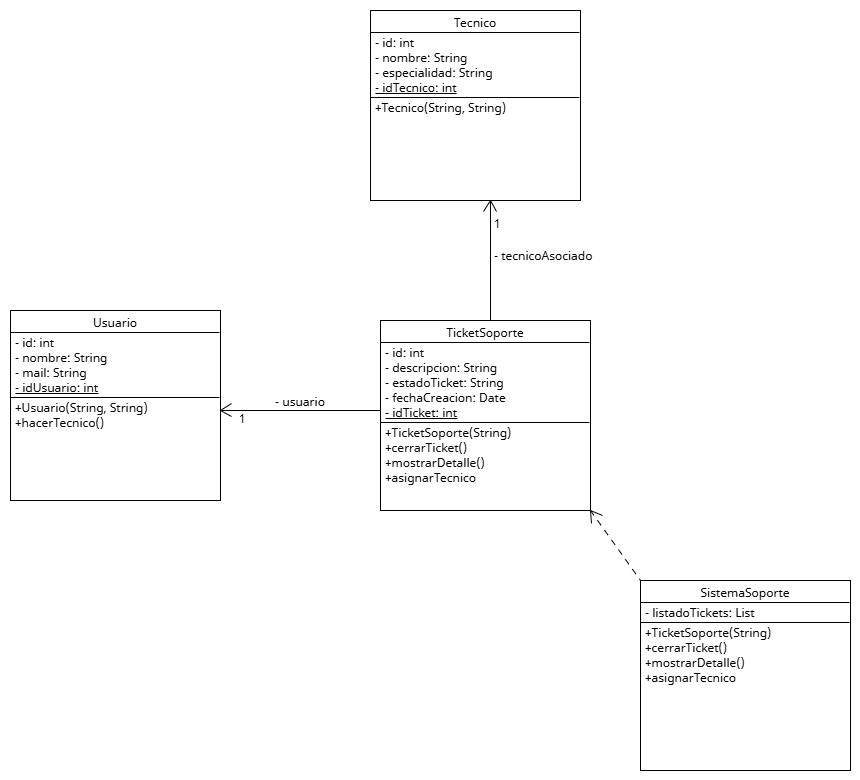 Tecnico
- id: int
- nombre: String
- especialidad: String
- idTecnico: int
+Tecnico(String, String)
1
- tecnicoAsociado
Usuario
- id: int
- nombre: String
- mail: String
- idUsuario: int
+Usuario(String, String)
+hacerTecnico()
- usuario
1
TicketSoporte
- id: int
- descripcion: String
- estadoTicket: String
- fechaCreacion: Date
- idTicket: int
+TicketSoporte(String)
+cerrarTicket()
+mostrarDetalle()
+asignarTecnico
SistemaSoporte
- listadoTickets: List
+TicketSoporte(String)
+cerrarTicket()
+mostrarDetalle()
+asignarTecnico